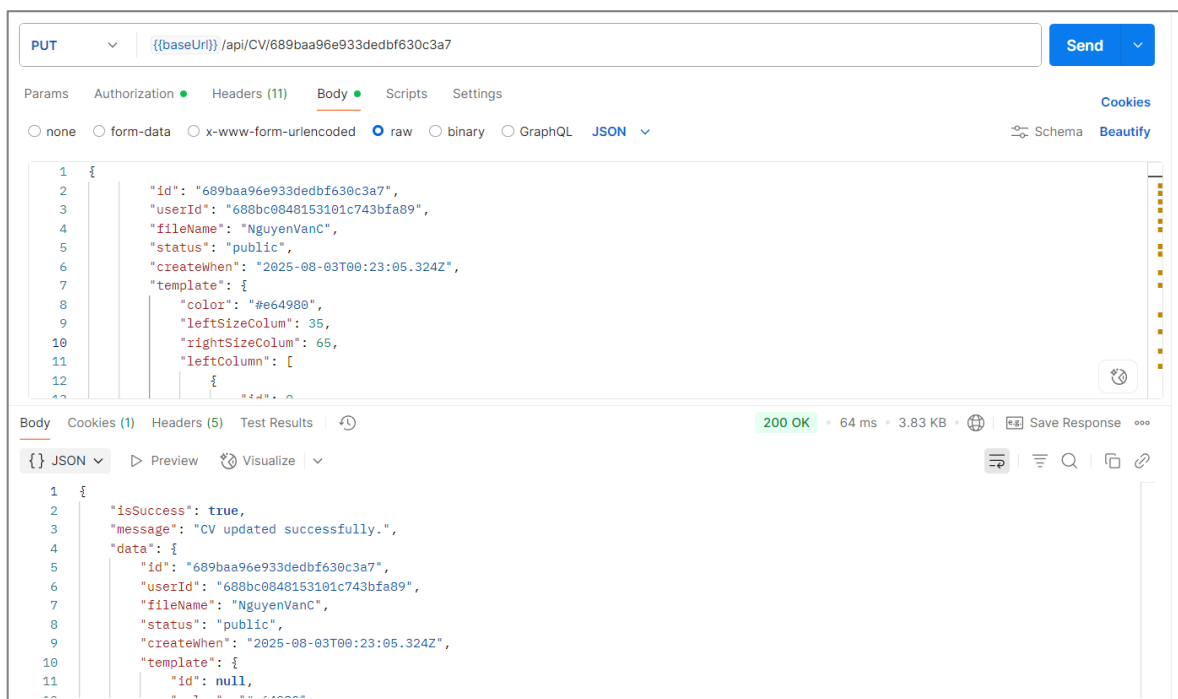 PUT {{baseUrl}} /api/CV/689baa96e933dedbf630c3a7 Send
Params Authorization Headers (11) Body Scripts Settings Cookies
none form-data x-www-form-urlencoded raw binary GraphQL JSON Schema Beautify
1 {
2 "id": "689baa96e933dedbf630c3a7",
3 "userId": "688bc0848153101c743bfa89",
4 "fileName": "NguyenVanC",
5 "status": "public",
6 "createWhen": "2025-08-03T00:23:05.324Z",
7 "template": {
8 "color": "#e64980",
9 "leftSizeColum": 35,
10 "rightSizeColum": 65,
11 "leftColumn": [
12 {
Body Cookies (1) Headers (5) Test Results 200 OK 64 ms 3.83 KB e.g. Save Response
{} JSON Preview Visualize
1 {
2 "isSuccess": true,
3 "message": "CV updated successfully.",
4 "data": {
5 "id": "689baa96e933dedbf630c3a7",
6 "userId": "688bc0848153101c743bfa89",
7 "fileName": "NguyenVanC",
8 "status": "public",
9 "createWhen": "2025-08-03T00:23:05.324Z",
10 "template": {
11 "id": null,